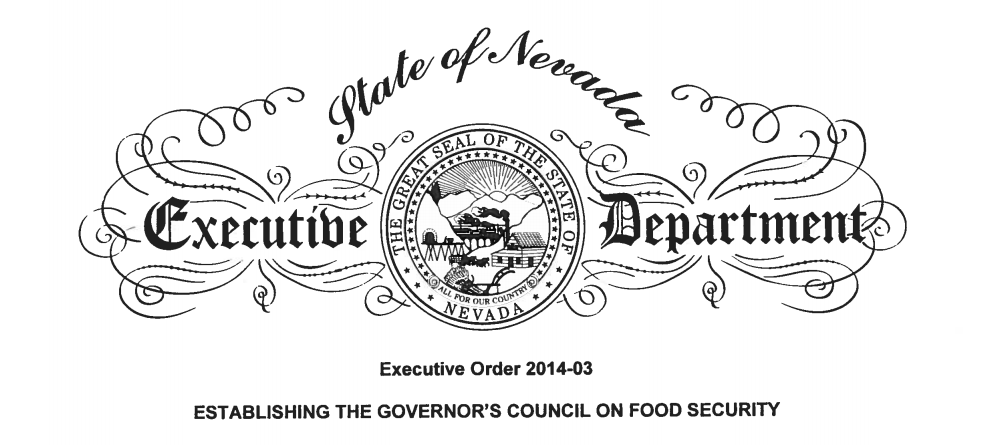 State of Nevada
Executive Department
THE GREAT SEAL OF THE STATE OF
NEVADA
ALL FOR OUR COUNTRY
Executive Order 2014-03
ESTABLISHING THE GOVERNOR'S COUNCIL ON FOOD SECURITY